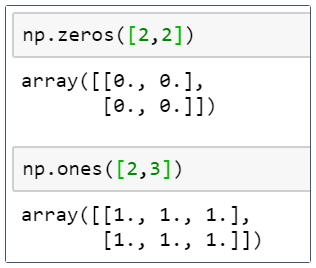 np.zeros([2,2])
array([[0., 0.],
       [0., 0.]])
np.ones([2,3])
array([[1., 1., 1.],
       [1., 1., 1.]])